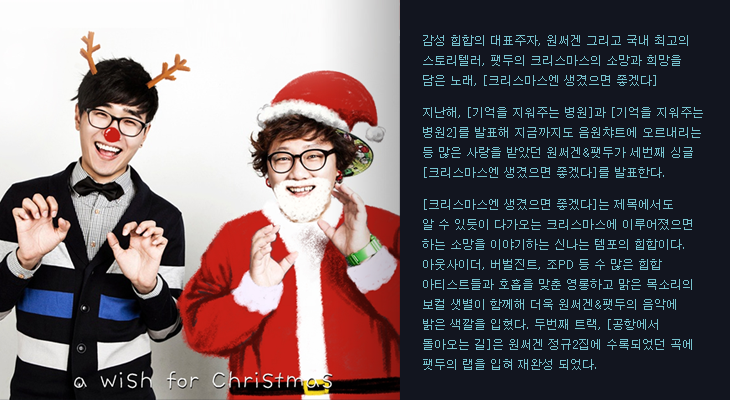 a wish for Christmas
감성 힙합의 대표주자, 원써겐 그리고 국내 최고의
스토리텔러, 팻두의 크리스마스의 소망과 희망을
담은 노래, [크리스마스엔 생겼으면 좋겠다]
지난해, [기억을 지워주는 병원]과 [기억을 지워주는
병원2]를 발표해 지금까지도 음원챠트에 오르내리는
등 많은 사랑을 받았던 원써겐&팻두가 세번째 싱글
[크리스마스엔 생겼으면 좋겠다]를 발표한다.
[크리스마스엔 생겼으면 좋겠다]는 제목에서도
알 수 있듯이 다가오는 크리스마스에 이루어졌으면
하는 소망을 이야기하는 신나는 템포의 힙합이다.
아웃사이더, 버벌진트, 조PD 등 수 많은 힙합
아티스트들과 호흡을 맞춘 영롱하고 맑은 목소리의
보컬 샛별이 함께해 더욱 원써겐&팻두의 음악에
밝은 색깔을 입혔다. 두번째 트랙, [공항에서
돌아오는 길]은 원써겐 정규2집에 수록되었던 곡에
팻두의 랩을 입혀 재완성 되었다.